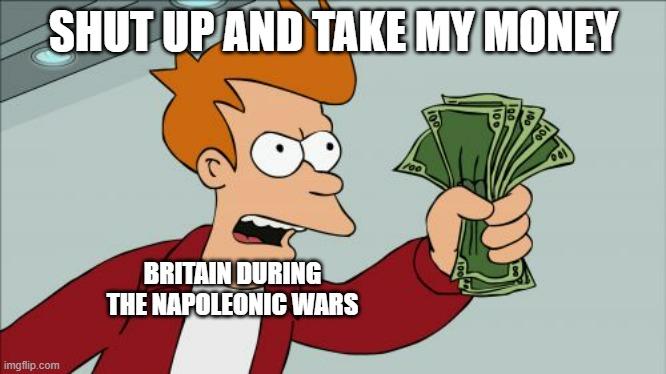 SHUT UP AND TAKE MY MONEY
BRITAIN DURING
THE NAPOLEONIC WARS
imgflip.com